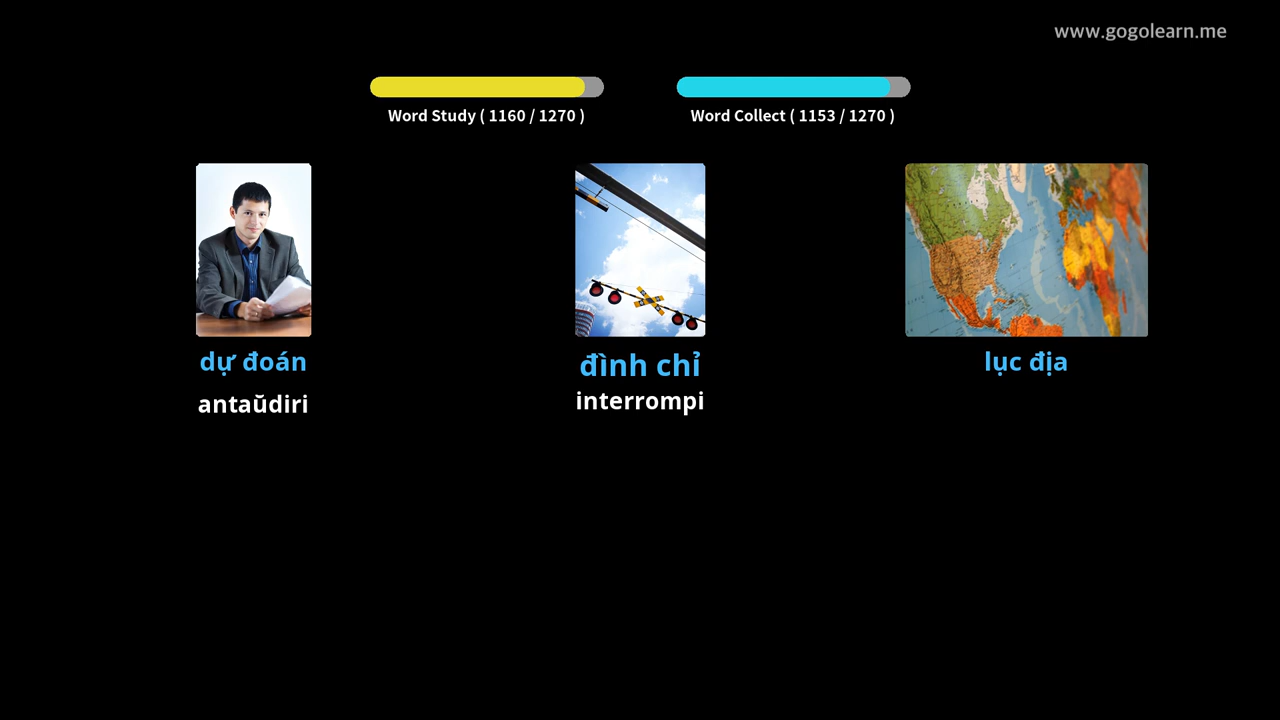 www.gogolearn.me
Word Study ( 1160 / 1270 )
Word Collect ( 1153 / 1270 )
dự đoán
đình chỉ
lục địa
antaŭdiri
interrompi